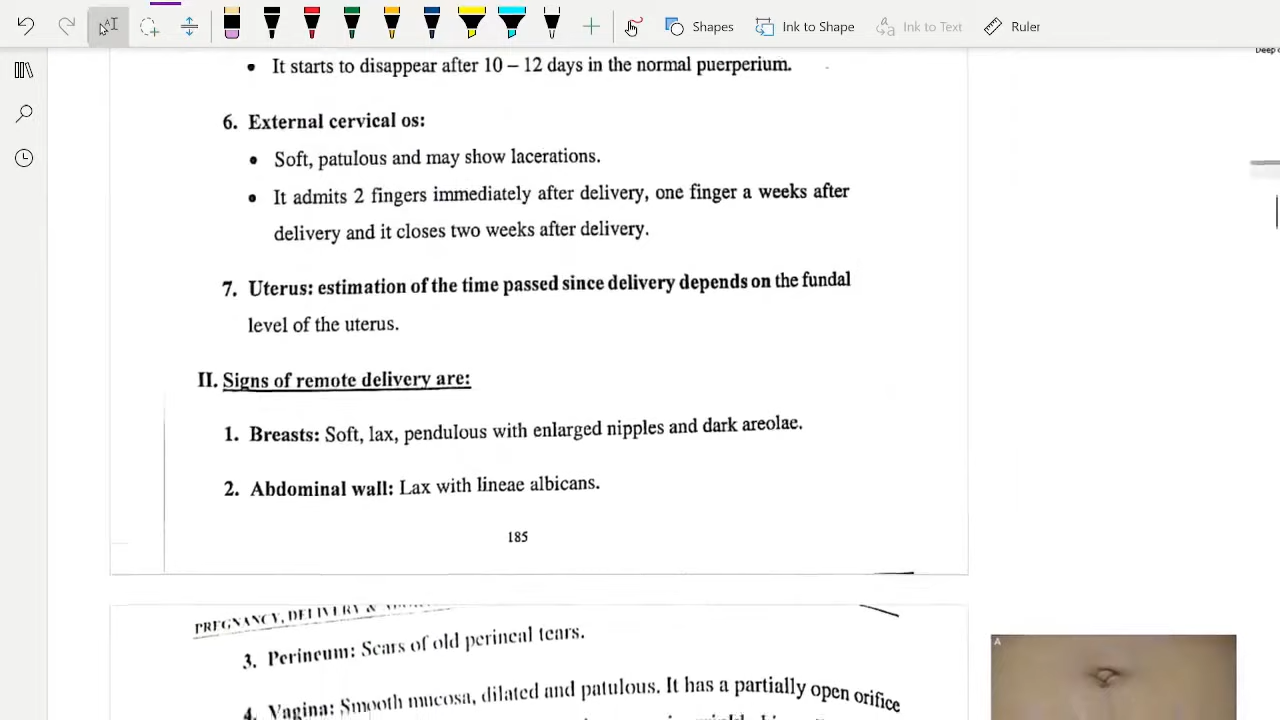 Shapes
Ink to Shape
Ink to Text
Ruler
• It starts to disappear after 10 – 12 days in the normal puerperium.
6. External cervical os:
• Soft, patulous and may show lacerations.
• It admits 2 fingers immediately after delivery, one finger a weeks after
delivery and it closes two weeks after delivery.
7. Uterus: estimation of the time passed since delivery depends on the fundal
level of the uterus.
II. Signs of remote delivery are:
1. Breasts: Soft, lax, pendulous with enlarged nipples and dark areolae.
2. Abdominal wall: Lax with lineae albicans.
185
PREGNANCY, DELIVERY &
3. Perineum: Scars of old perineal tears.
4. Vagina: Smooth mucosa, dilated and patulous. It has a partially open orifice
Deep
A